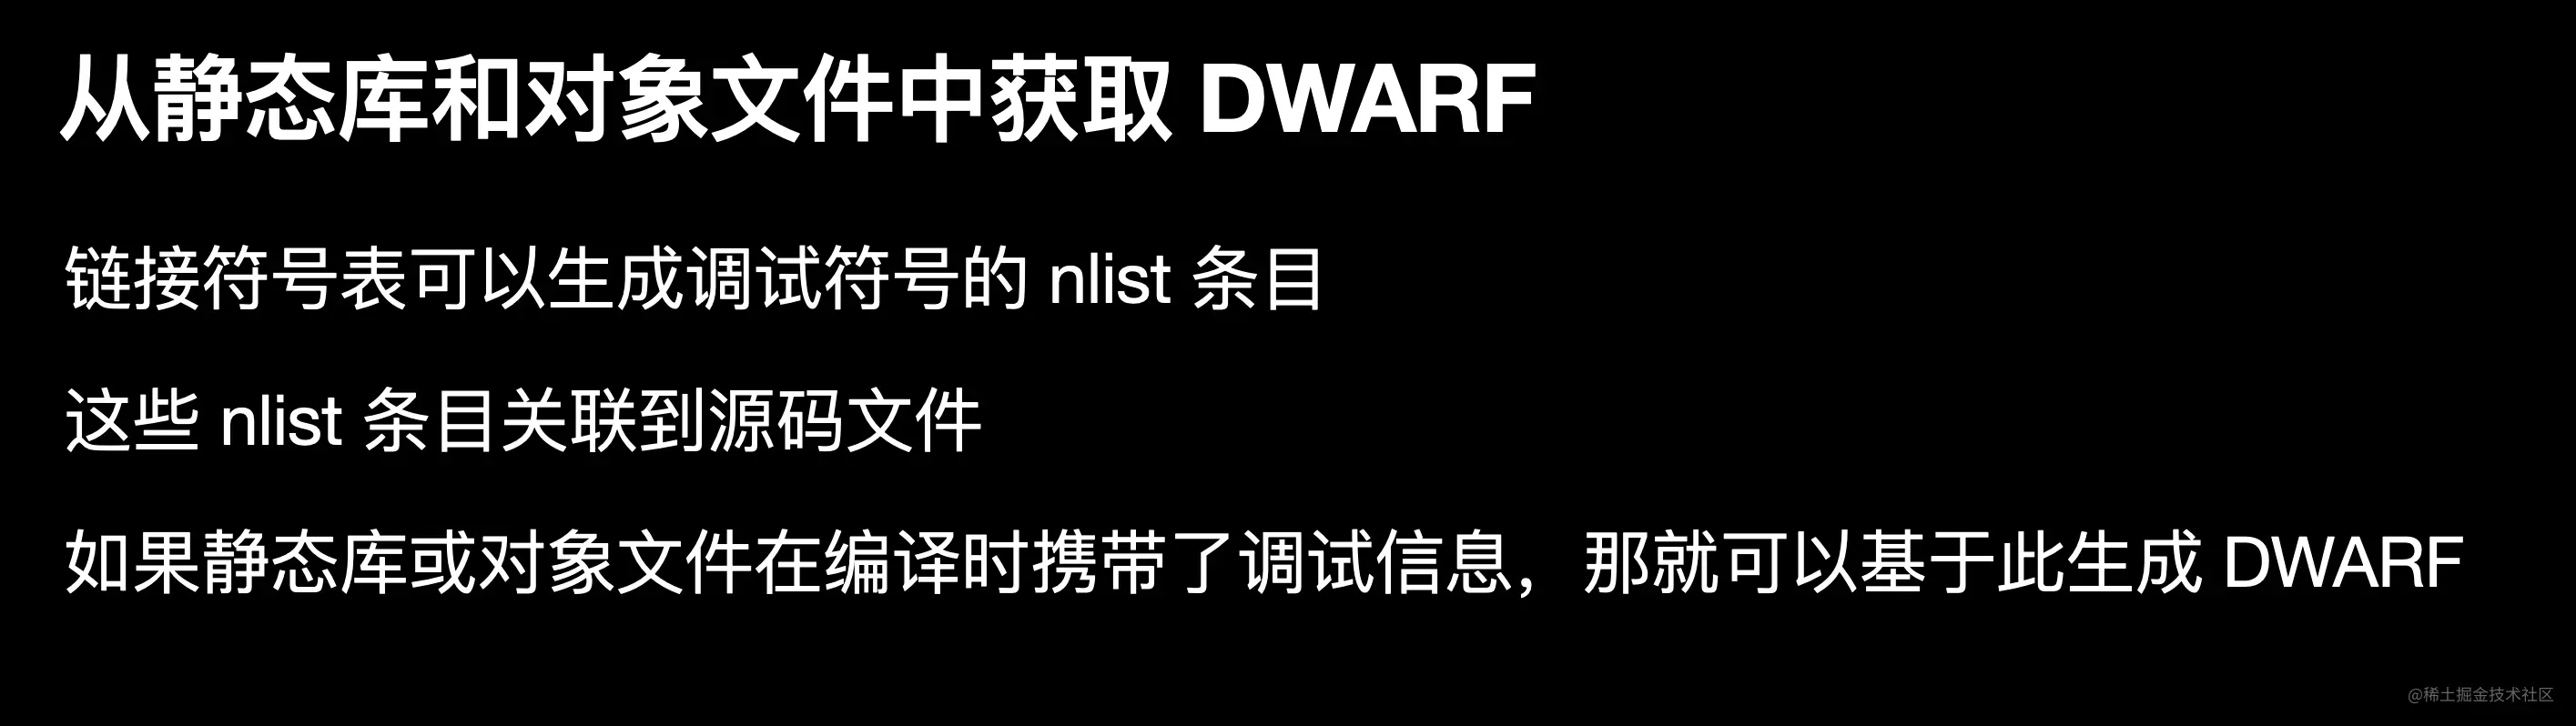 从静态库和对象文件中获取 DWARF
链接符号表可以生成调试符号的 nlist 条目
这些 nlist 条目关联到源码文件
如果静态库或对象文件在编译时携带了调试信息，那就可以基于此生成 DWARF
@稀土掘金技术社区